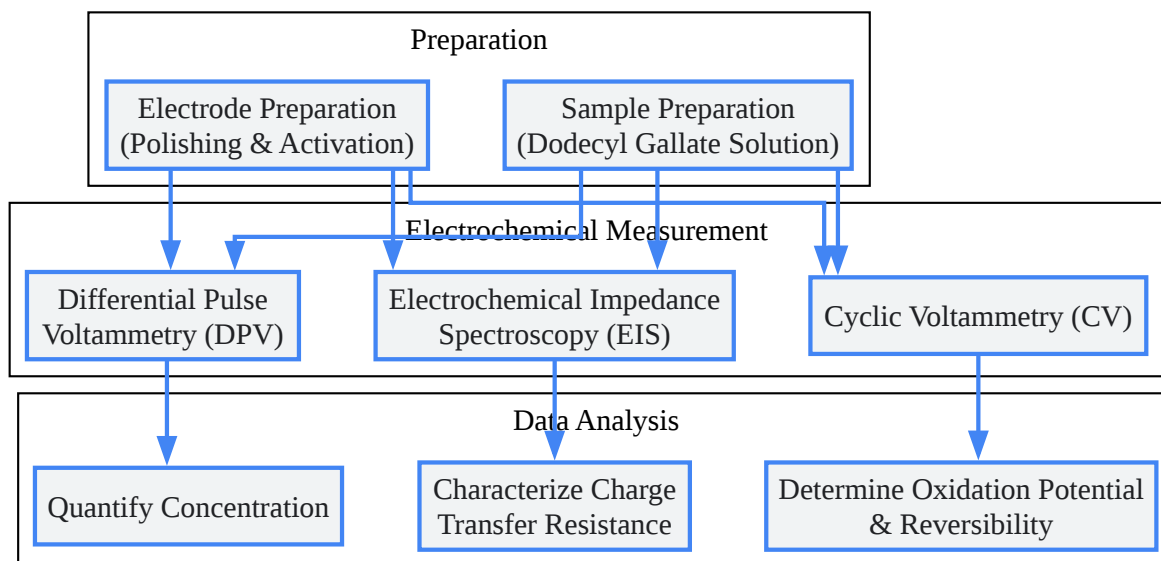 Preparation
Electrode Preparation
(Polishing & Activation)
Sample Preparation
(Dodecyl Gallate Solution)
Electrochemical Measurement
Differential Pulse
Voltammetry (DPV)
Electrochemical Impedance
Spectroscopy (EIS)
Cyclic Voltammetry (CV)
Data Analysis
Quantify Concentration
Characterize Charge
Transfer Resistance
Determine Oxidation Potential
& Reversibility